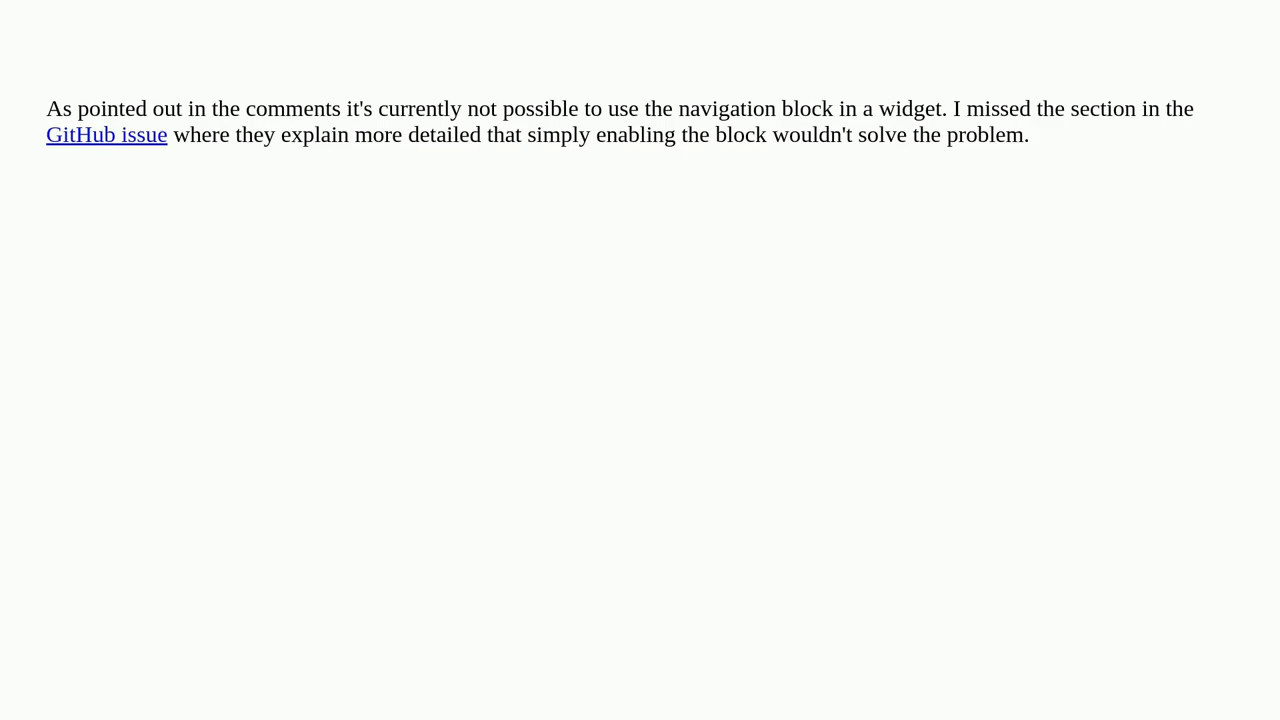 As pointed out in the comments it's currently not possible to use the navigation block in a widget. I missed the section in the
GitHub issue where they explain more detailed that simply enabling the block wouldn't solve the problem.